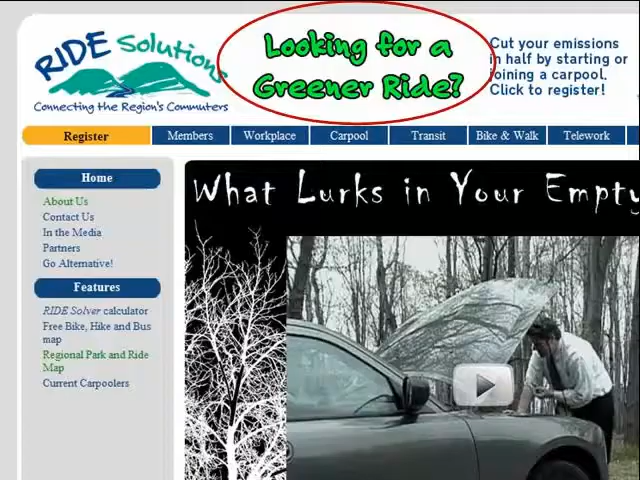 RIDE Solutions
Connecting the Region's Commuters
Looking for a
Greener Ride?
Cut your emissions
in half by starting or
joining a carpool.
Click to register!
Register
Members
Workplace
Carpool
Transit
Bike & Walk
Telework
Home
About Us
Contact Us
In the Media
Partners
Go Alternative!
Features
RIDE Solver calculator
Free Bike, Hike and Bus
map
Regional Park and Ride
Map
Current Carpoolers
What Lurks in Your Empty